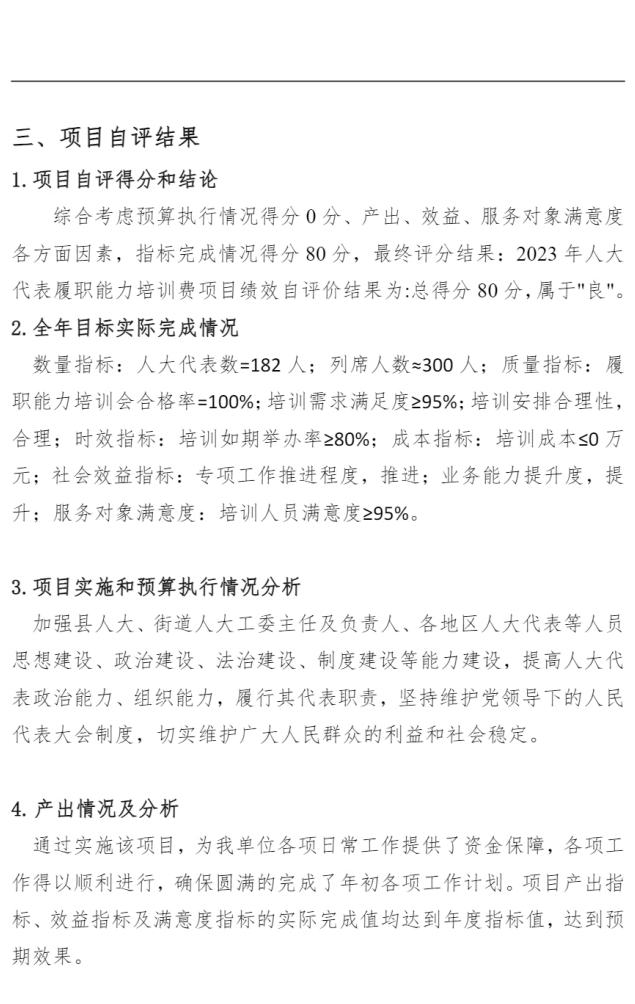 三、项目自评结果
1.项目自评得分和结论
综合考虑预算执行情况得分 0 分、产出、效益、服务对象满意度
各方面因素，指标完成情况得分 80 分，最终评分结果：2023 年人大
代表履职能力培训费项目绩效自评价结果为:总得分 80 分，属于"良"。
2.全年目标实际完成情况
数量指标：人大代表数=182 人；列席人数≈300 人；质量指标：履
职能力培训会合格率=100%；培训需求满足度≥95%；培训安排合理性，
合理；时效指标：培训如期举办率≥80%；成本指标：培训成本≤0 万
元；社会效益指标：专项工作推进程度，推进；业务能力提升度，提
升；服务对象满意度：培训人员满意度≥95%。
3.项目实施和预算执行情况分析
加强县人大、街道人大工委主任及负责人、各地区人大代表等人员
思想建设、政治建设、法治建设、制度建设等能力建设，提高人大代
表政治能力、组织能力，履行其代表职责，坚持维护党领导下的人民
代表大会制度，切实维护广大人民群众的利益和社会稳定。
4.产出情况及分析
通过实施该项目，为我单位各项日常工作提供了资金保障，各项工
作得以顺利进行，确保圆满的完成了年初各项工作计划。项目产出指
标、效益指标及满意度指标的实际完成值均达到年度指标值，达到预
期效果。